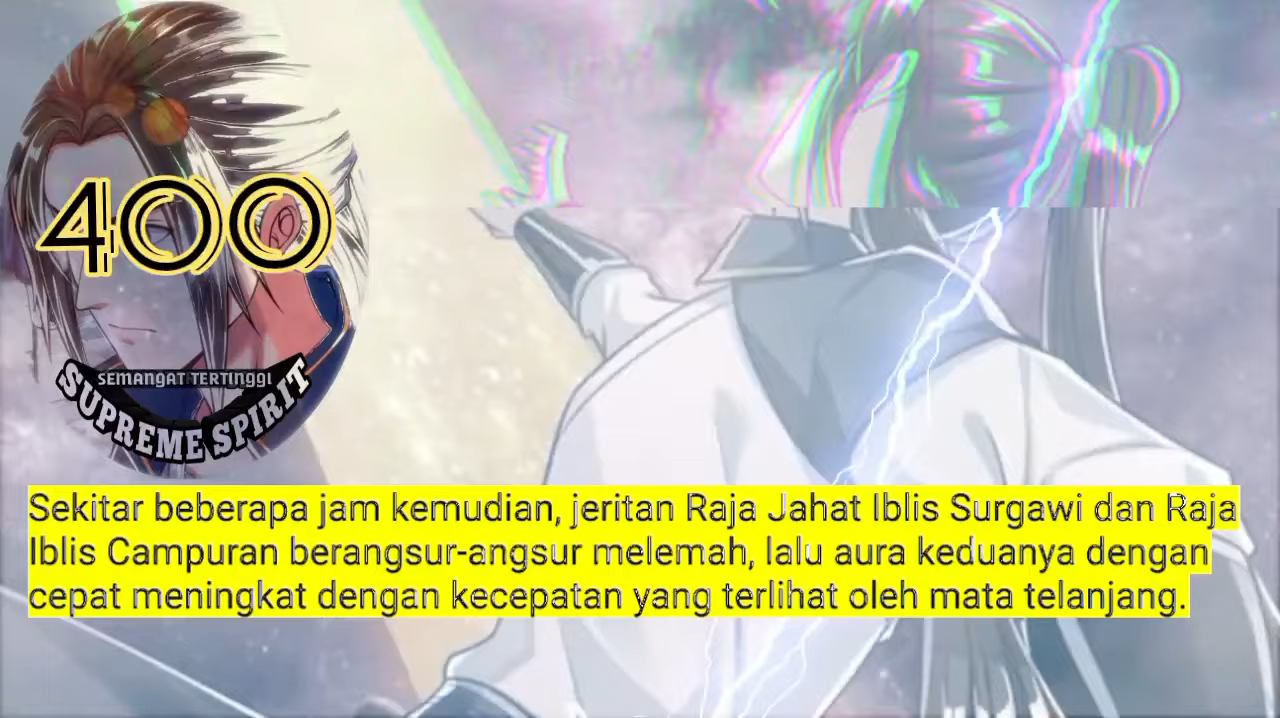 400
SEMANGAT TERTINGGI
SUPREME SPIRIT
Sekitar beberapa jam kemudian, jeritan Raja Jahat Iblis Surgawi dan Raja
Iblis Campuran berangsur-angsur melemah, lalu aura keduanya dengan
cepat meningkat dengan kecepatan yang terlihat oleh mata telanjang.